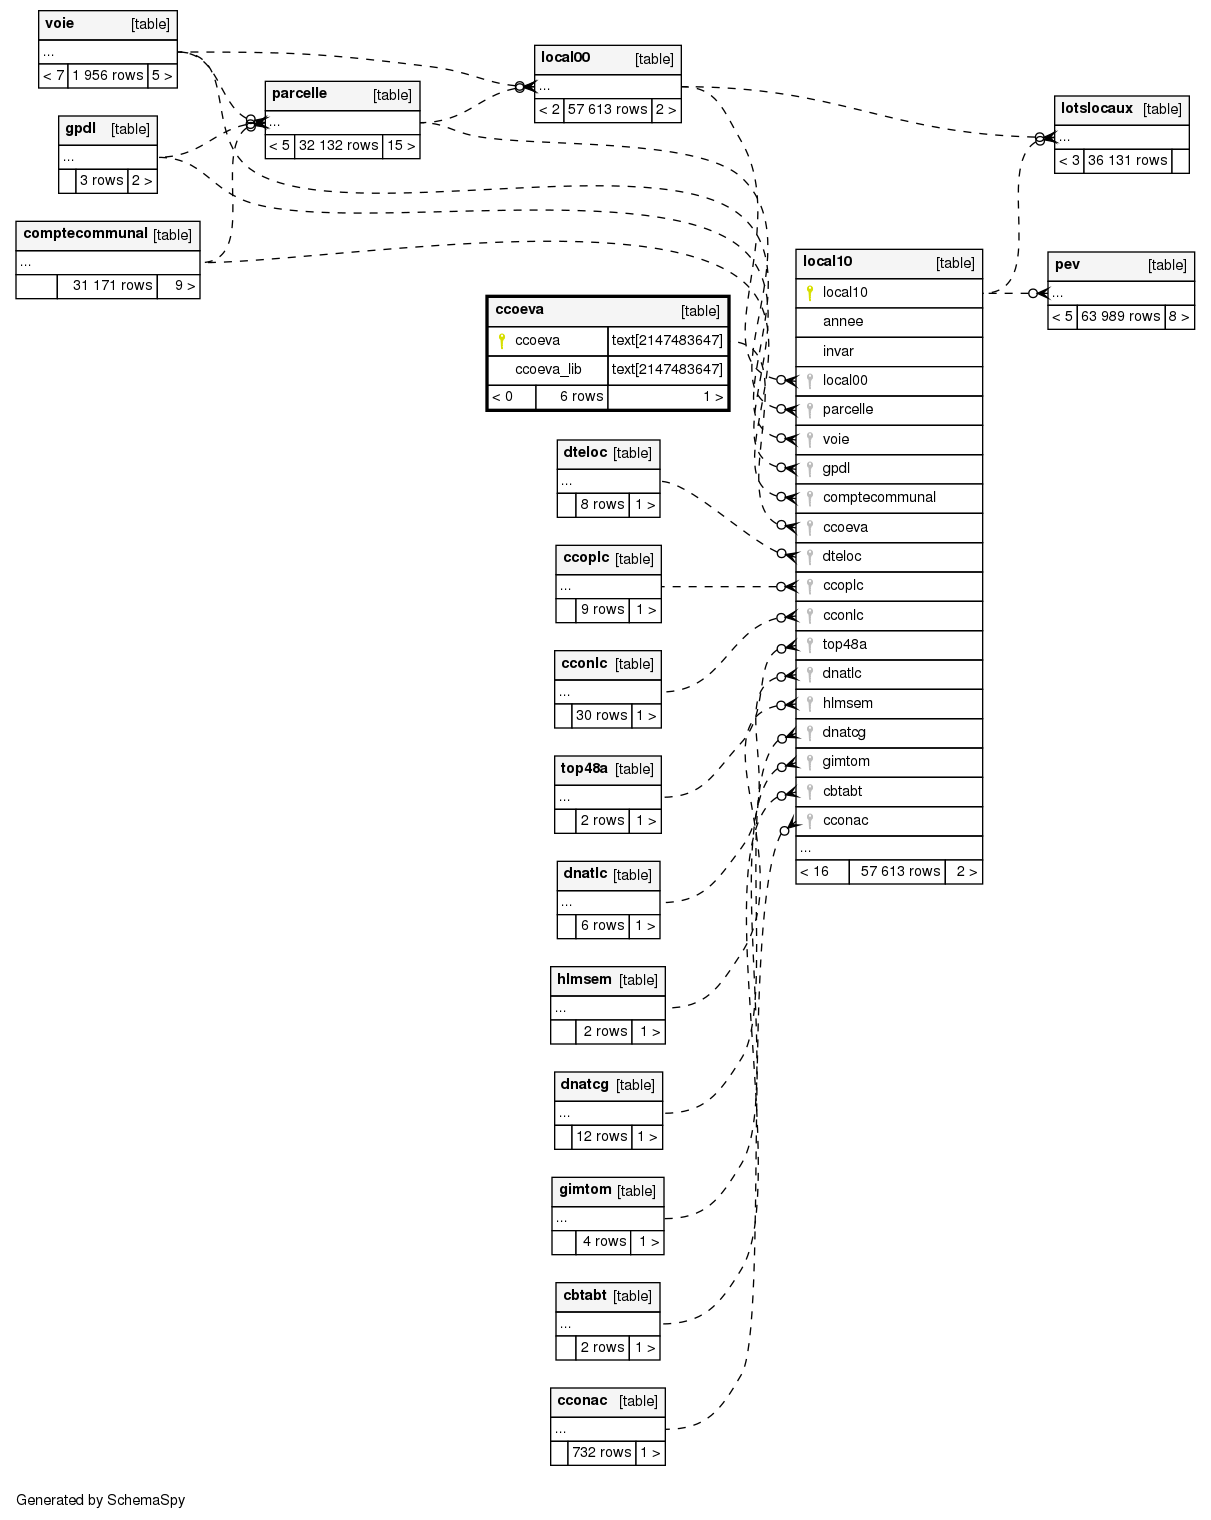 voie [table]
...
< 7 1 956 rows 5 >
gpdl [table]
...
3 rows 2 >
comptecommunal [table]
...
31 171 rows 9 >
parcelle [table]
...
< 5 32 132 rows 15 >
local00 [table]
...
< 2 57 613 rows 2 >
lotslocaux [table]
...
< 3 36 131 rows
pev [table]
...
< 5 63 989 rows 8 >
ccoeva [table]
ccoeva text[2147483647]
ccoeva_lib text[2147483647]
< 0 6 rows 1 >
local10 [table]
local10
annee
invar
local00
parcelle
voie
gpdl
comptecommunal
ccoeva
dteloc
ccoplc
cconlc
top48a
dnatlc
hlmsem
dnatcg
gimtom
cbtabt
cconac
...
< 16 57 613 rows 2 >
dteloc [table]
...
8 rows 1 >
ccoplc [table]
...
9 rows 1 >
cconlc [table]
...
30 rows 1 >
top48a [table]
...
2 rows 1 >
dnatlc [table]
...
6 rows 1 >
hlmsem [table]
...
2 rows 1 >
dnatcg [table]
...
12 rows 1 >
gimtom [table]
...
4 rows 1 >
cbtabt [table]
...
2 rows 1 >
cconac [table]
...
732 rows 1 >
Generated by SchemaSpy